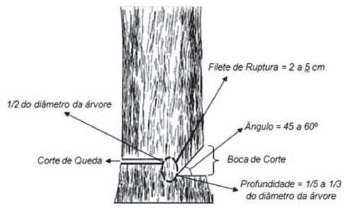 Filete de Ruptura = 2 a 5 cm
1/2 do diâmetro da árvore
Ângulo = 45 a 60º
Corte de Queda
Boca de Corte
Profundidade = 1/5 a 1/3
do diâmetro da árvore